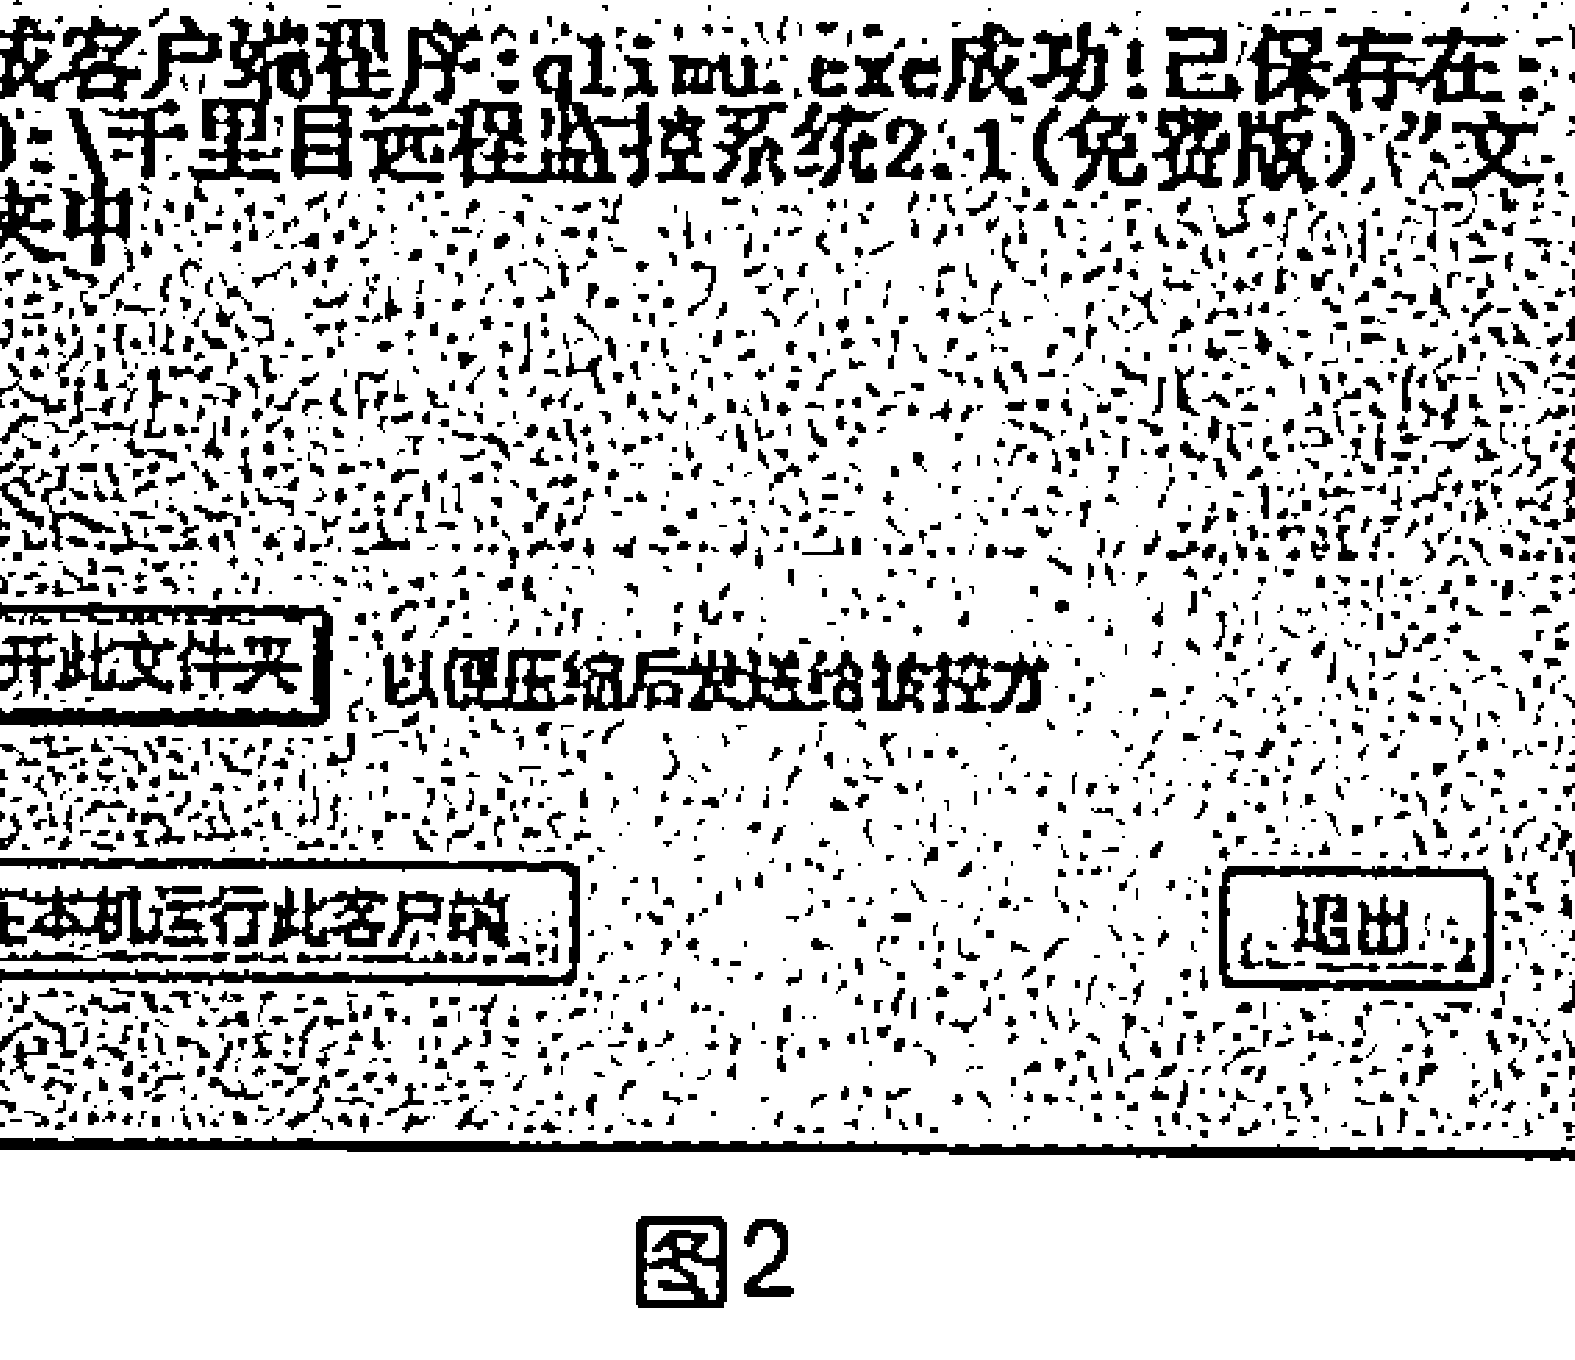 成客户端程序:qlimu.exe成功!已保存在:
D:\千里目远程监控系统2.1(免费版)”文
夹中
开此文件夹 以便压缩后发送给被控方
在本机运行此客户端 退出
图2